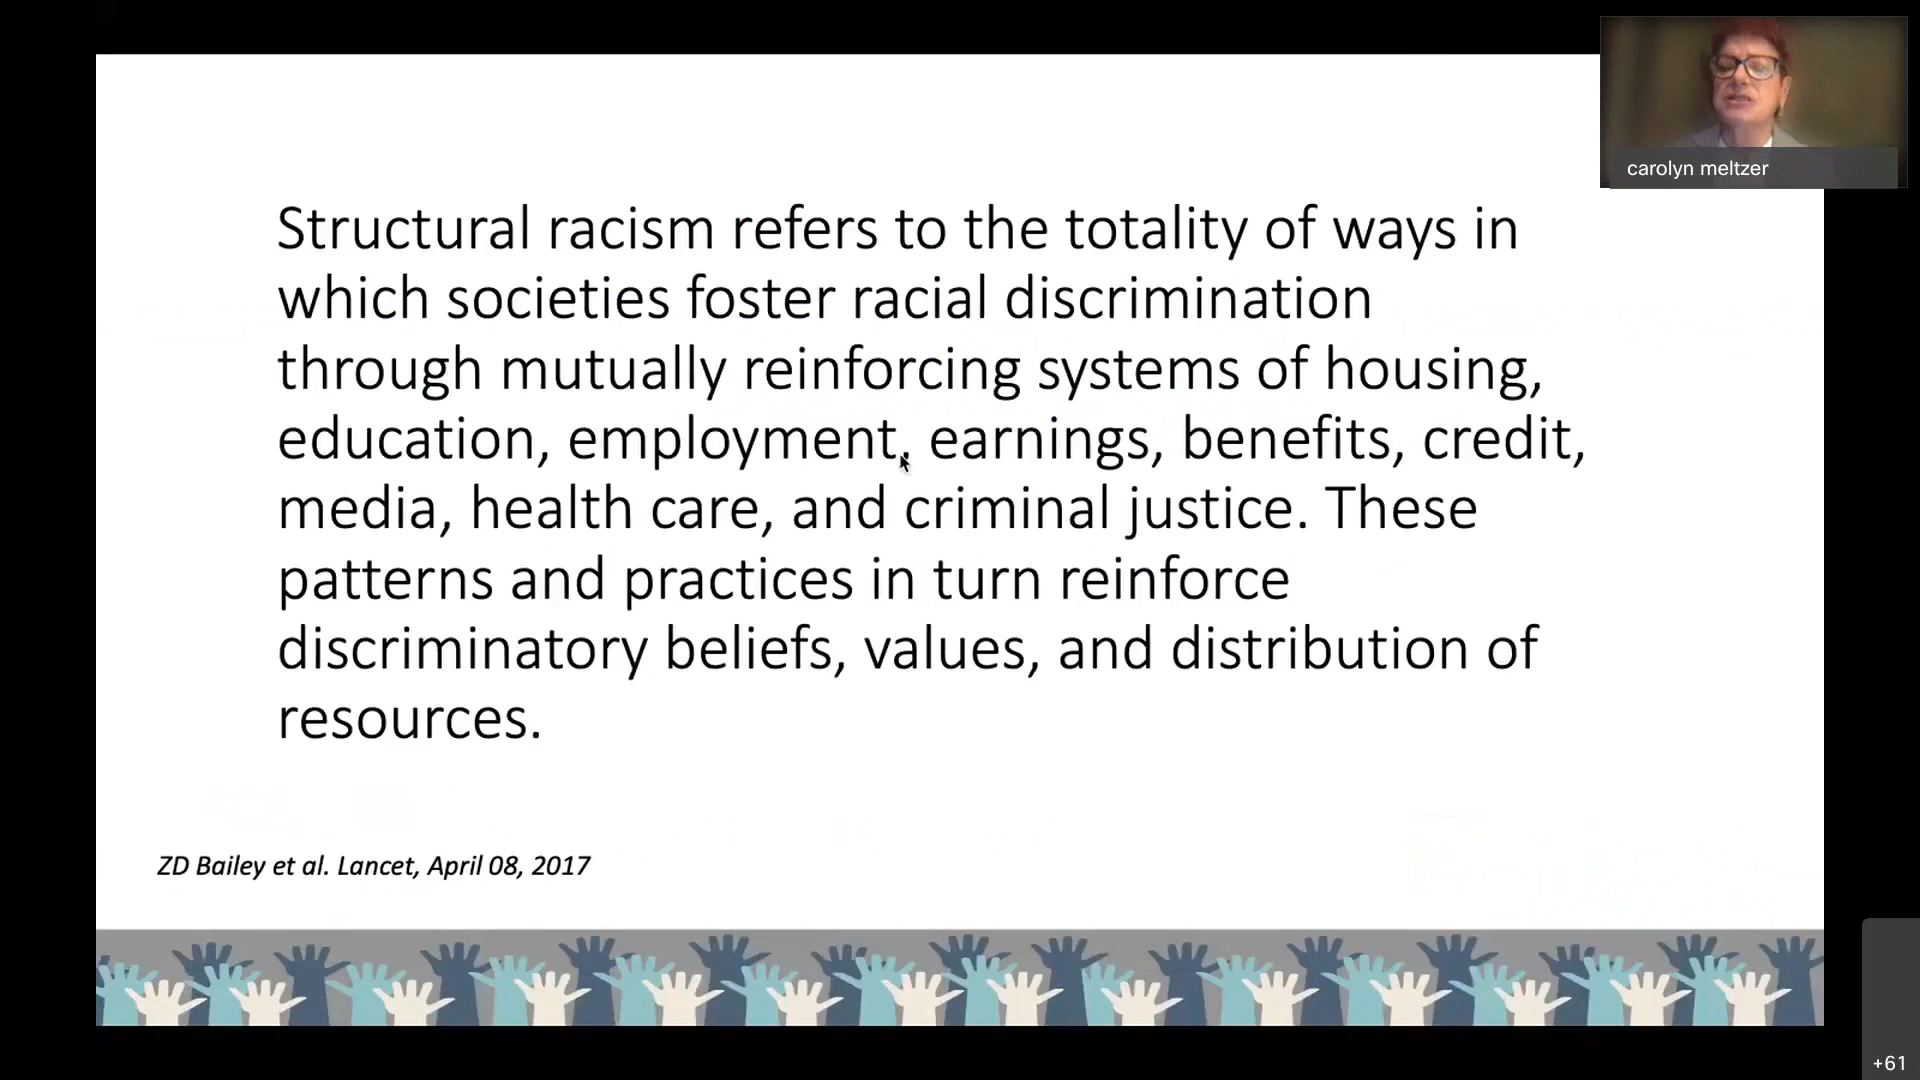 carolyn meltzer
Structural racism refers to the totality of ways in
which societies foster racial discrimination
through mutually reinforcing systems of housing,
education, employment, earnings, benefits, credit,
media, health care, and criminal justice. These
patterns and practices in turn reinforce
discriminatory beliefs, values, and distribution of
resources.
ZD Bailey et al. Lancet, April 08, 2017
+61